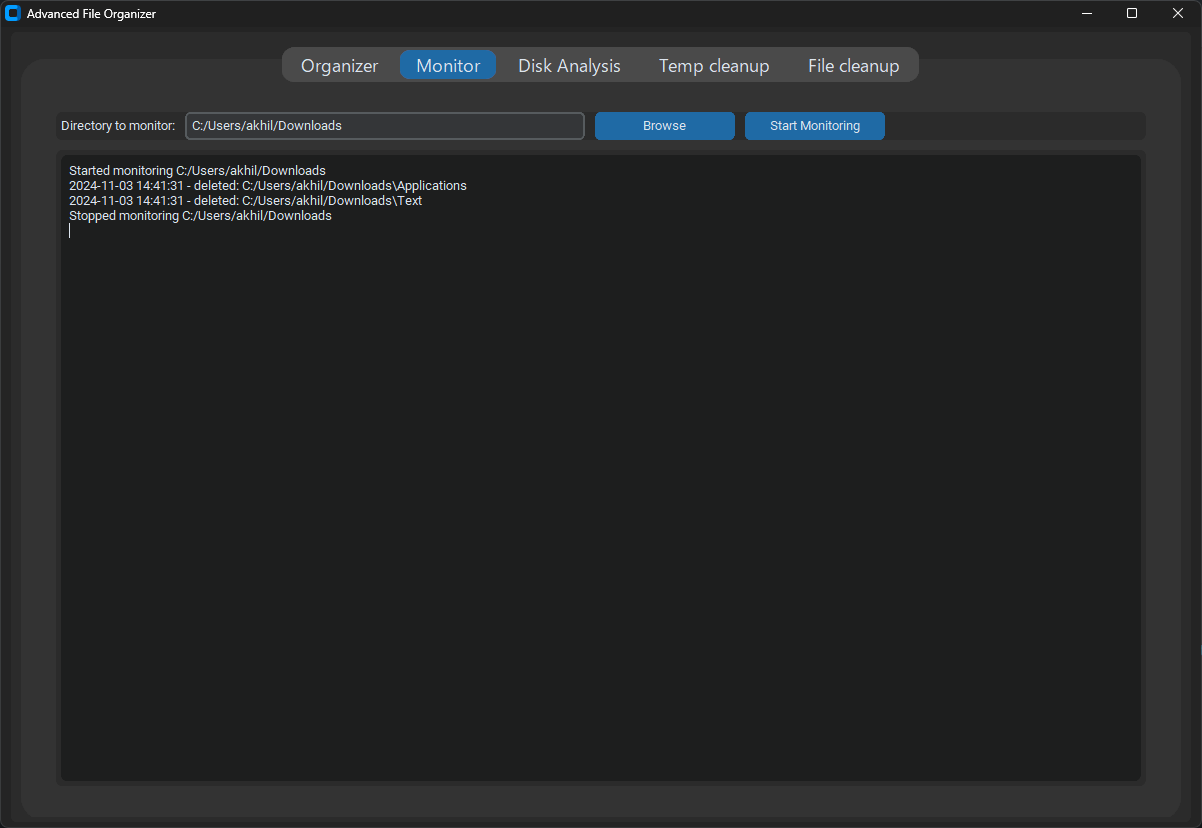 Advanced File Organizer
Organizer Monitor Disk Analysis Temp cleanup File cleanup
Directory to monitor: C:/Users/akhil/Downloads Browse Start Monitoring
Started monitoring C:/Users/akhil/Downloads
2024-11-03 14:41:31 - deleted: C:/Users/akhil/Downloads\Applications
2024-11-03 14:41:31 - deleted: C:/Users/akhil/Downloads\Text
Stopped monitoring C:/Users/akhil/Downloads